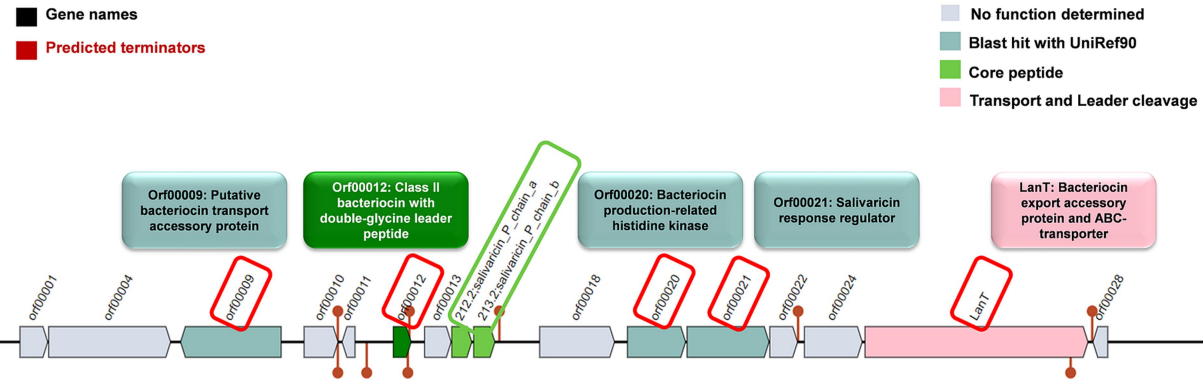 Gene names
Predicted terminators
No function determined
Blast hit with UniRef90
Core peptide
Transport and Leader cleavage
Orf00009: Putative
bacteriocin transport
accessory protein
Orf00012: Class II
bacteriocin with
double-glycine leader
peptide
Orf00020: Bacteriocin
production-related
histidine kinase
Orf00021: Salivaricin
response regulator
LanT: Bacteriocin
export accessory
protein and ABC-
transporter
orf00001
orf00004
orf00009
orf00010
orf00011
orf00012
orf00013
212.2;salivaricin_P_chain_a
213.2;salivaricin_P_chain_b
orf00018
orf00020
orf00021
orf00022
orf00024
LanT
orf00028